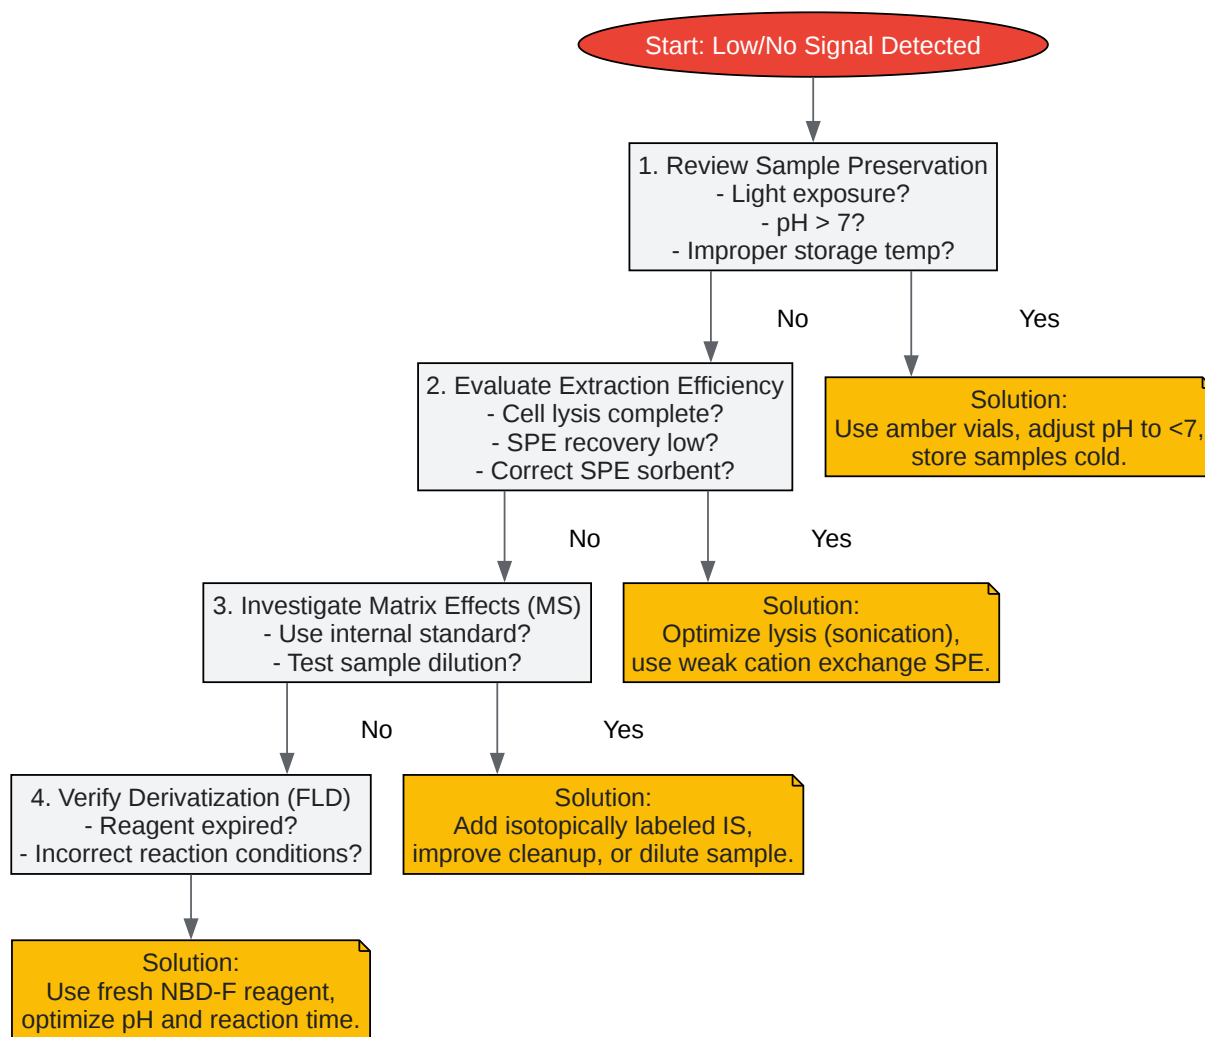 Start: Low/No Signal Detected
1. Review Sample Preservation
- Light exposure?
- pH > 7?
- Improper storage temp?
No
Yes
2. Evaluate Extraction Efficiency
- Cell lysis complete?
- SPE recovery low?
- Correct SPE sorbent?
Solution:
Use amber vials, adjust pH to <7,
store samples cold.
No
Yes
3. Investigate Matrix Effects (MS)
- Use internal standard?
- Test sample dilution?
Solution:
Optimize lysis (sonication),
use weak cation exchange SPE.
No
Yes
4. Verify Derivatization (FLD)
- Reagent expired?
- Incorrect reaction conditions?
Solution:
Add isotopically labeled IS,
improve cleanup, or dilute sample.
Solution:
Use fresh NBD-F reagent,
optimize pH and reaction time.